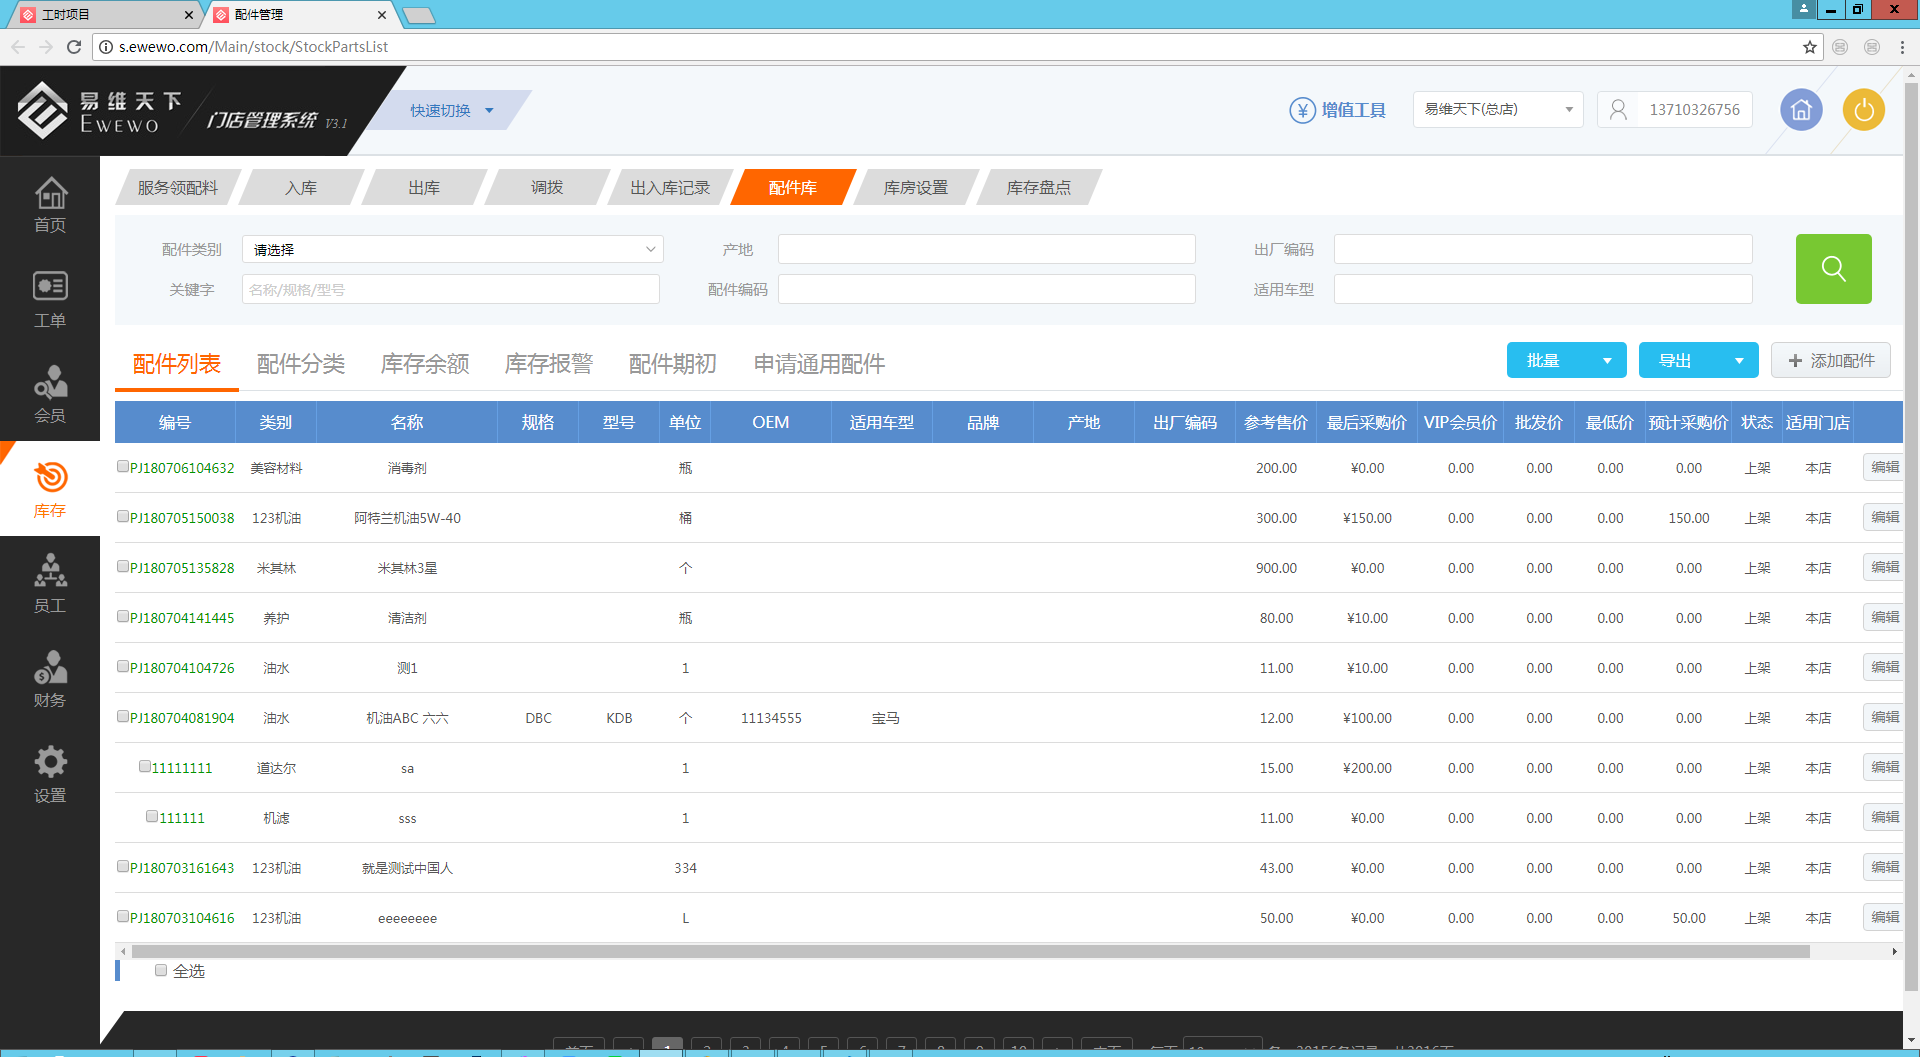 工时项目 配件管理
s.ewewo.com/Main/stock/StockPartsList
易维天下 EWEWO 门店管理系统 V3.1 快速切换 增值工具 易维天下(总店) 13710326756
首页
工单
会员
库存
员工
财务
设置
服务领配料 入库 出库 调拨 出入库记录 配件库 库房设置 库存盘点
配件类别 请选择 产地 出厂编码
关键字 名称/规格/型号 配件编码 适用车型
配件列表 配件分类 库存余额 库存报警 配件期初 申请通用配件 批量 导出 添加配件
编号 类别 名称 规格 型号 单位 OEM 适用车型 品牌 产地 出厂编码 参考售价 最后采购价 VIP会员价 批发价 最低价 预计采购价 状态 适用门店
PJ180706104632 美容材料 消毒剂 瓶 200.00 ¥0.00 0.00 0.00 0.00 0.00 上架 本店 编辑
PJ180705150038 123机油 阿特兰机油5W-40 桶 300.00 ¥150.00 0.00 0.00 0.00 150.00 上架 本店 编辑
PJ180705135828 米其林 米其林3星 个 900.00 ¥0.00 0.00 0.00 0.00 0.00 上架 本店 编辑
PJ180704141445 养护 清洁剂 瓶 80.00 ¥10.00 0.00 0.00 0.00 0.00 上架 本店 编辑
PJ180704104726 油水 测1 1 11.00 ¥10.00 0.00 0.00 0.00 0.00 上架 本店 编辑
PJ180704081904 油水 机油ABC 六六 DBC KDB 个 11134555 宝马 12.00 ¥100.00 0.00 0.00 0.00 0.00 上架 本店 编辑
11111111 道达尔 sa 1 15.00 ¥200.00 0.00 0.00 0.00 0.00 上架 本店 编辑
111111 机滤 sss 1 11.00 ¥0.00 0.00 0.00 0.00 0.00 上架 本店 编辑
PJ180703161643 123机油 就是测试中国人 334 43.00 ¥0.00 0.00 0.00 0.00 0.00 上架 本店 编辑
PJ180703104616 123机油 eeeeeeee L 50.00 ¥0.00 0.00 0.00 0.00 50.00 上架 本店 编辑
全选